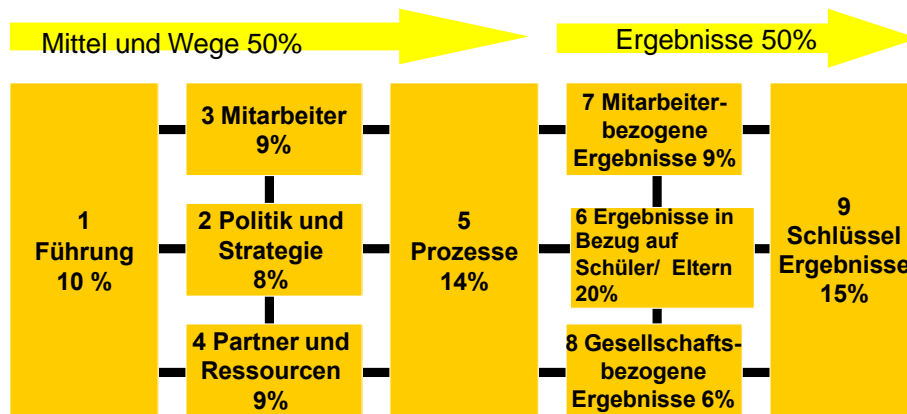 Mittel und Wege 50%
Ergebnisse 50%
1
Führung
10 %
3 Mitarbeiter
9%
2 Politik und
Strategie
8%
4 Partner und
Ressourcen
9%
5
Prozesse
14%
7 Mitarbeiter-
bezogene
Ergebnisse 9%
6 Ergebnisse in
Bezug auf
Schüler/ Eltern
20%
8 Gesellschafts-
bezogene
Ergebnisse 6%
9
Schlüssel
Ergebnisse
15%